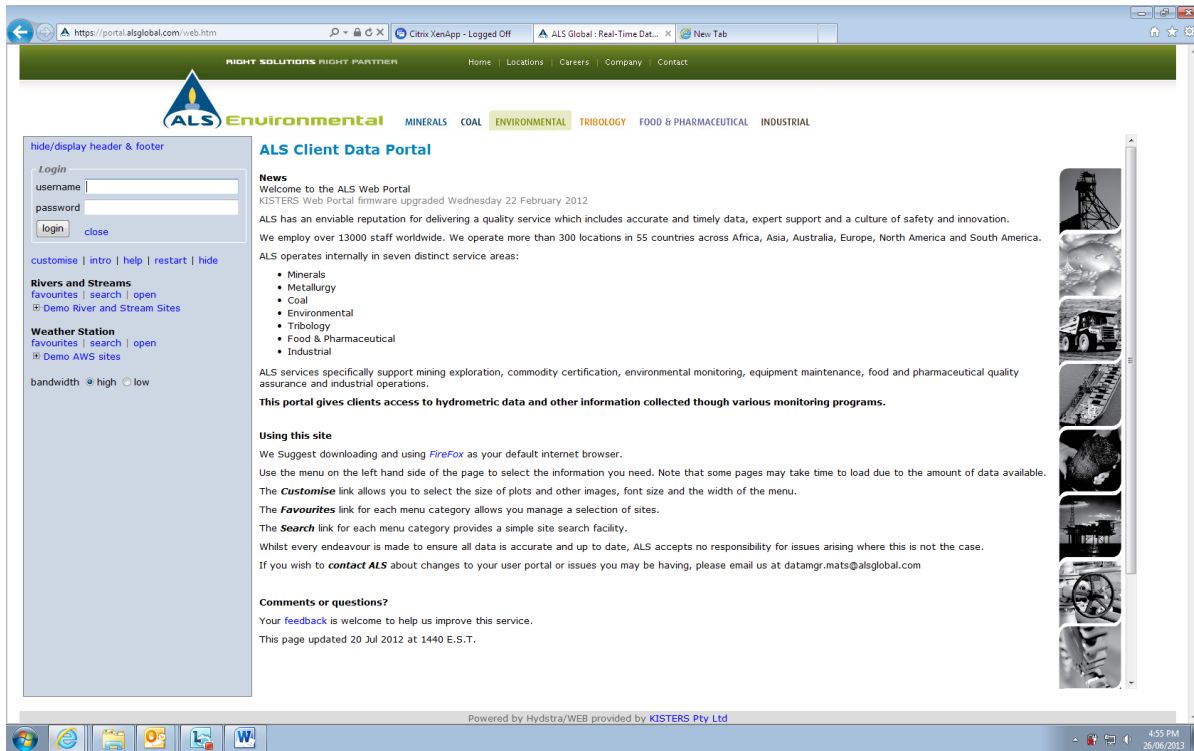 https://portal.alsglobal.com/web.htm
Citrix XenApp - Logged Off
ALS Global : Real-Time Dat...
New Tab
RIGHT SOLUTIONS RIGHT PARTNER
Home | Locations | Careers | Company | Contact
ALS Environmental
MINERALS COAL ENVIRONMENTAL TRIBOLOGY FOOD & PHARMACEUTICAL INDUSTRIAL
hide/display header & footer
Login
username
password
login close
customise | intro | help | restart | hide
Rivers and Streams
favourites | search | open
Demo River and Stream Sites
Weather Station
favourites | search | open
Demo AWS sites
bandwidth high low
ALS Client Data Portal
News
Welcome to the ALS Web Portal
KISTERS Web Portal firmware upgraded Wednesday 22 February 2012
ALS has an enviable reputation for delivering a quality service which includes accurate and timely data, expert support and a culture of safety and innovation.
We employ over 13000 staff worldwide. We operate more than 300 locations in 55 countries across Africa, Asia, Australia, Europe, North America and South America.
ALS operates internally in seven distinct service areas:
• Minerals
• Metallurgy
• Coal
• Environmental
• Tribology
• Food & Pharmaceutical
• Industrial
ALS services specifically support mining exploration, commodity certification, environmental monitoring, equipment maintenance, food and pharmaceutical quality
assurance and industrial operations.
This portal gives clients access to hydrometric data and other information collected though various monitoring programs.
Using this site
We Suggest downloading and using FireFox as your default internet browser.
Use the menu on the left hand side of the page to select the information you need. Note that some pages may take time to load due to the amount of data available.
The Customise link allows you to select the size of plots and other images, font size and the width of the menu.
The Favourites link for each menu category allows you manage a selection of sites.
The Search link for each menu category provides a simple site search facility.
Whilst every endeavour is made to ensure all data is accurate and up to date, ALS accepts no responsibility for issues arising where this is not the case.
If you wish to contact ALS about changes to your user portal or issues you may be having, please email us at datamgr.mats@alsglobal.com
Comments or questions?
Your feedback is welcome to help us improve this service.
This page updated 20 Jul 2012 at 1440 E.S.T.
Powered by Hydstra/WEB provided by KISTERS Pty Ltd
4:55 PM
26/06/2013